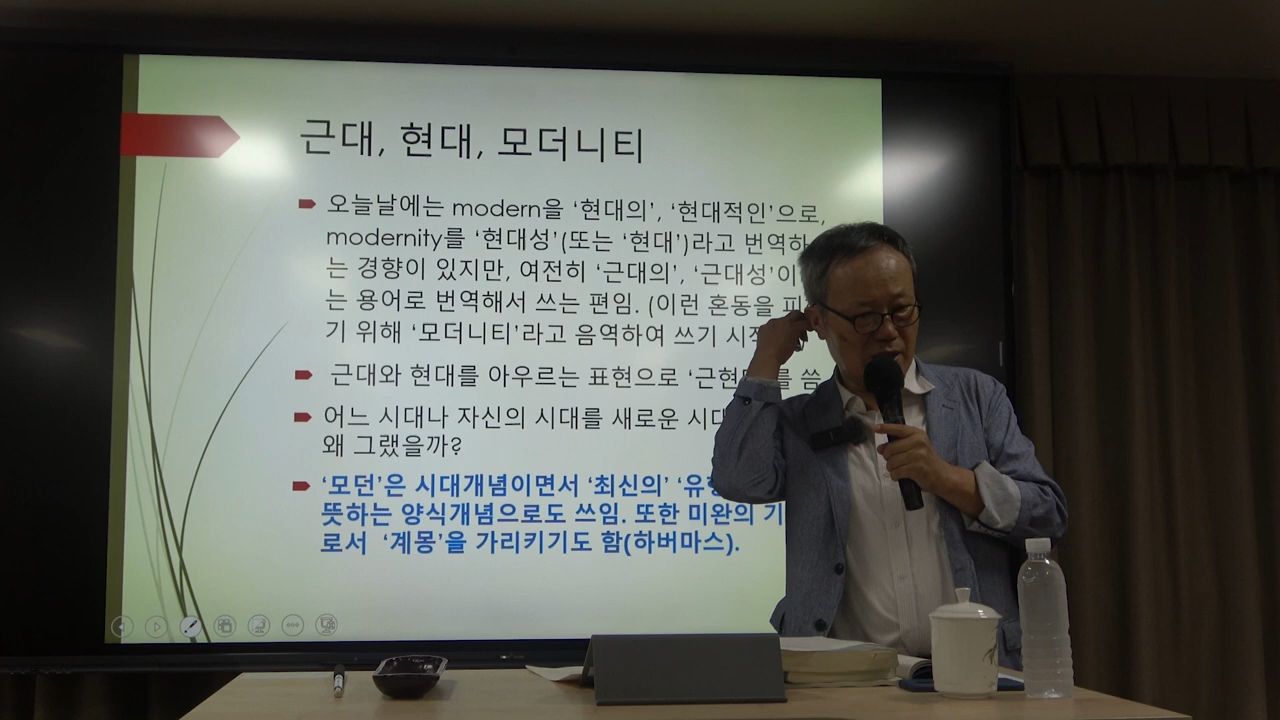 근대, 현대, 모더니티
오늘날에는 modern을 ‘현대의’, ‘현대적인’으로,
modernity를 ‘현대성’(또는 ‘현대’)라고 번역하
는 경향이 있지만, 여전히 ‘근대의’, ‘근대성’이
는 용어로 번역해서 쓰는 편임. (이런 혼동을 피
기 위해 ‘모더니티’라고 음역하여 쓰기 시작
근대와 현대를 아우르는 표현으로 ‘근현 를 씀
어느 시대나 자신의 시대를 새로운 시대
왜 그랬을까?
‘모던’은 시대개념이면서 ‘최신의’ ‘유행
뜻하는 양식개념으로도 쓰임. 또한 미완의 기
로서 ‘계몽’을 가리키기도 함(하버마스).